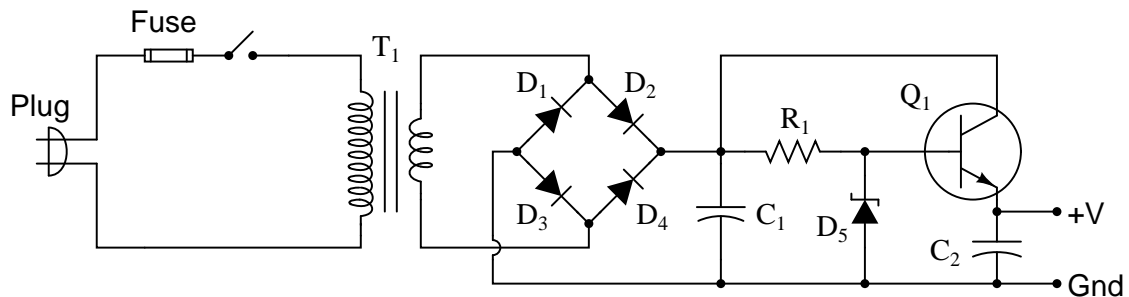 Fuse
Plug
T1
D1
D2
D3
D4
R1
C1
D5
Q1
C2
+V
Gnd